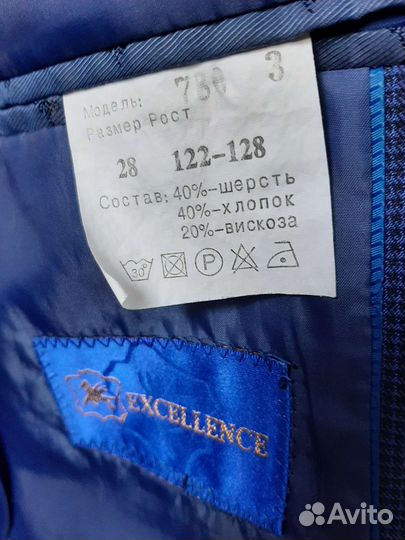 Модель: 780 3
Размер Рост
28 122-128
Состав: 40%-шерсть
40%-хлопок
20%-вискоза
30°
P
EXCELLENCE
Avito